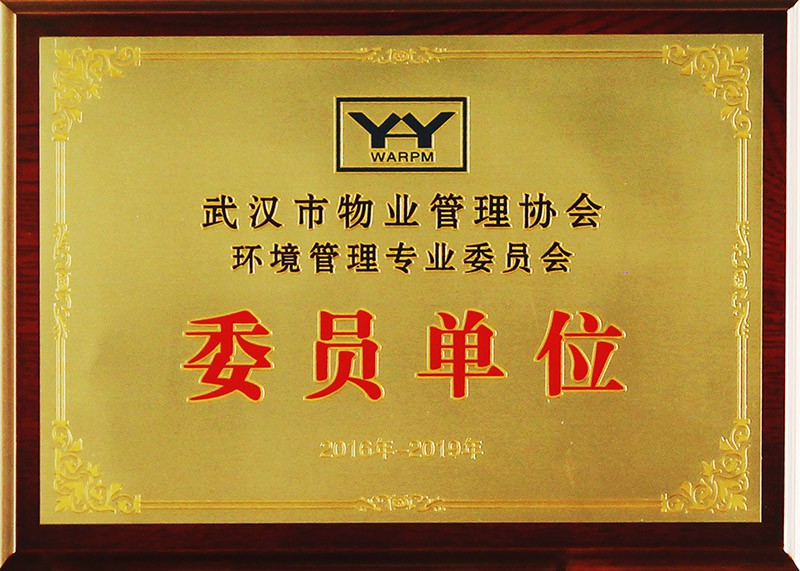 WARPM
武汉市物业管理协会
环境管理专业委员会
委员单位
2016年-2019年